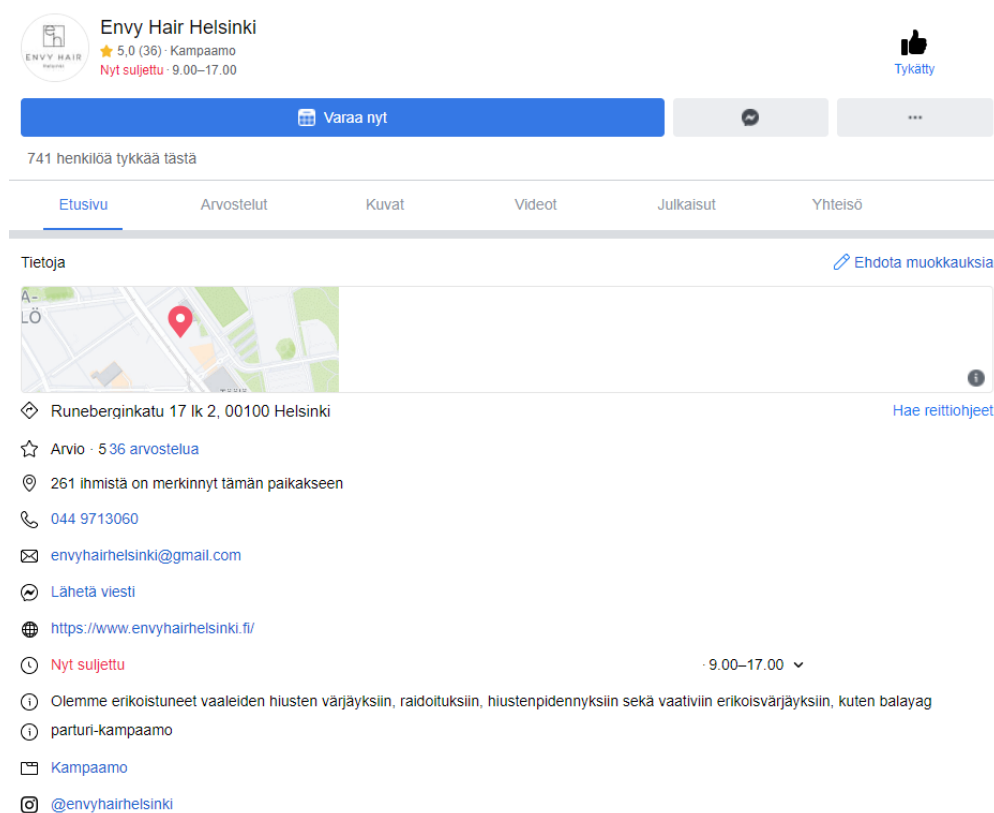 eh
ENVY HAIR
Helsinki
Envy Hair Helsinki
5,0 (36) · Kampaamo
Nyt suljettu · 9.00–17.00
Tykätty
Varaa nyt
741 henkilöä tykkää tästä
Etusivu Arvostelut Kuvat Videot Julkaisut Yhteisö
Tietoja
Ehdota muokkauksia
A-
LÖ
Runeberginkatu 17 lk 2, 00100 Helsinki
Hae reittiohjeet
Arvio · 5 36 arvostelua
261 ihmistä on merkinnyt tämän paikakseen
044 9713060
envyhairhelsinki@gmail.com
Lähetä viesti
https://www.envyhairhelsinki.fi/
Nyt suljettu · 9.00–17.00
Olemme erikoistuneet vaaleiden hiusten värjäyksiin, raidoituksiin, hiustenpidennyksiin sekä vaativiin erikoisvärjäyksiin, kuten balayag
parturi-kampaamo
Kampaamo
@envyhairhelsinki